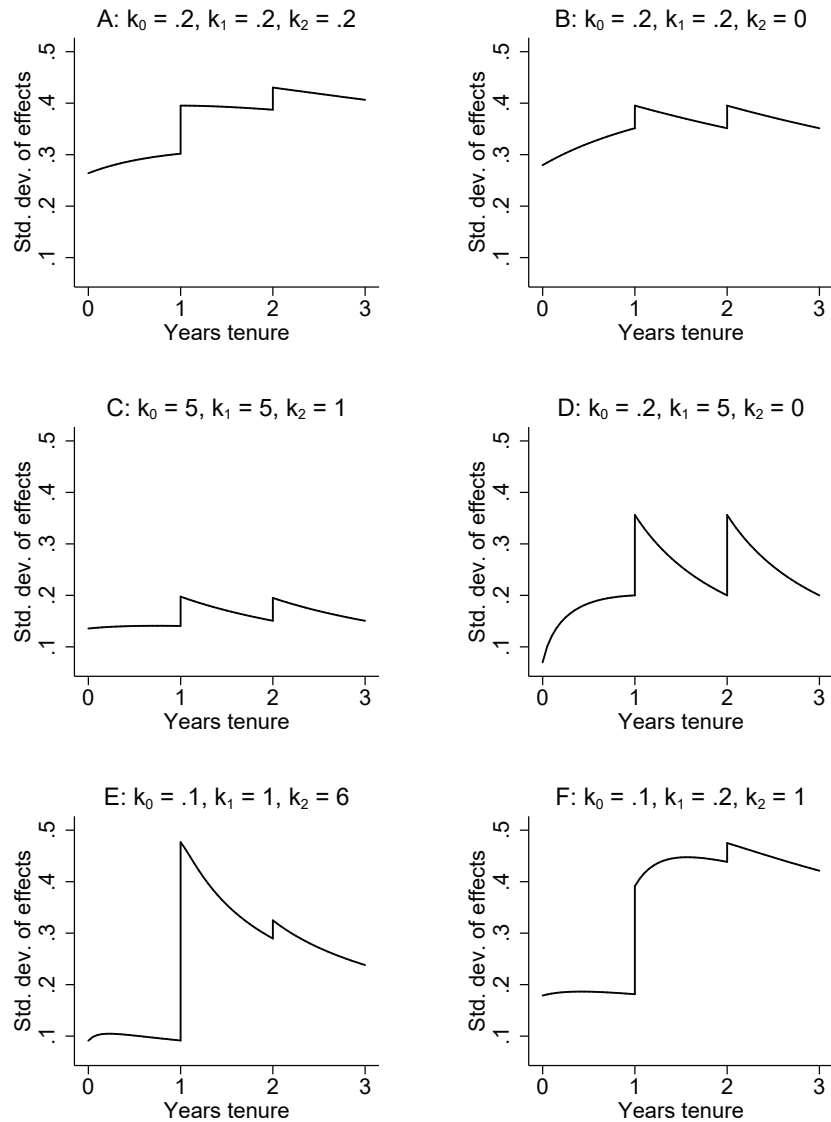 A: k₀ = .2, k₁ = .2, k₂ = .2
Std. dev. of effects
.5
.4
.3
.2
.1
0 1 2 3
Years tenure
B: k₀ = .2, k₁ = .2, k₂ = 0
Std. dev. of effects
.5
.4
.3
.2
.1
0 1 2 3
Years tenure
C: k₀ = 5, k₁ = 5, k₂ = 1
Std. dev. of effects
.5
.4
.3
.2
.1
0 1 2 3
Years tenure
D: k₀ = .2, k₁ = 5, k₂ = 0
Std. dev. of effects
.5
.4
.3
.2
.1
0 1 2 3
Years tenure
E: k₀ = .1, k₁ = 1, k₂ = 6
Std. dev. of effects
.5
.4
.3
.2
.1
0 1 2 3
Years tenure
F: k₀ = .1, k₁ = .2, k₂ = 1
Std. dev. of effects
.5
.4
.3
.2
.1
0 1 2 3
Years tenure